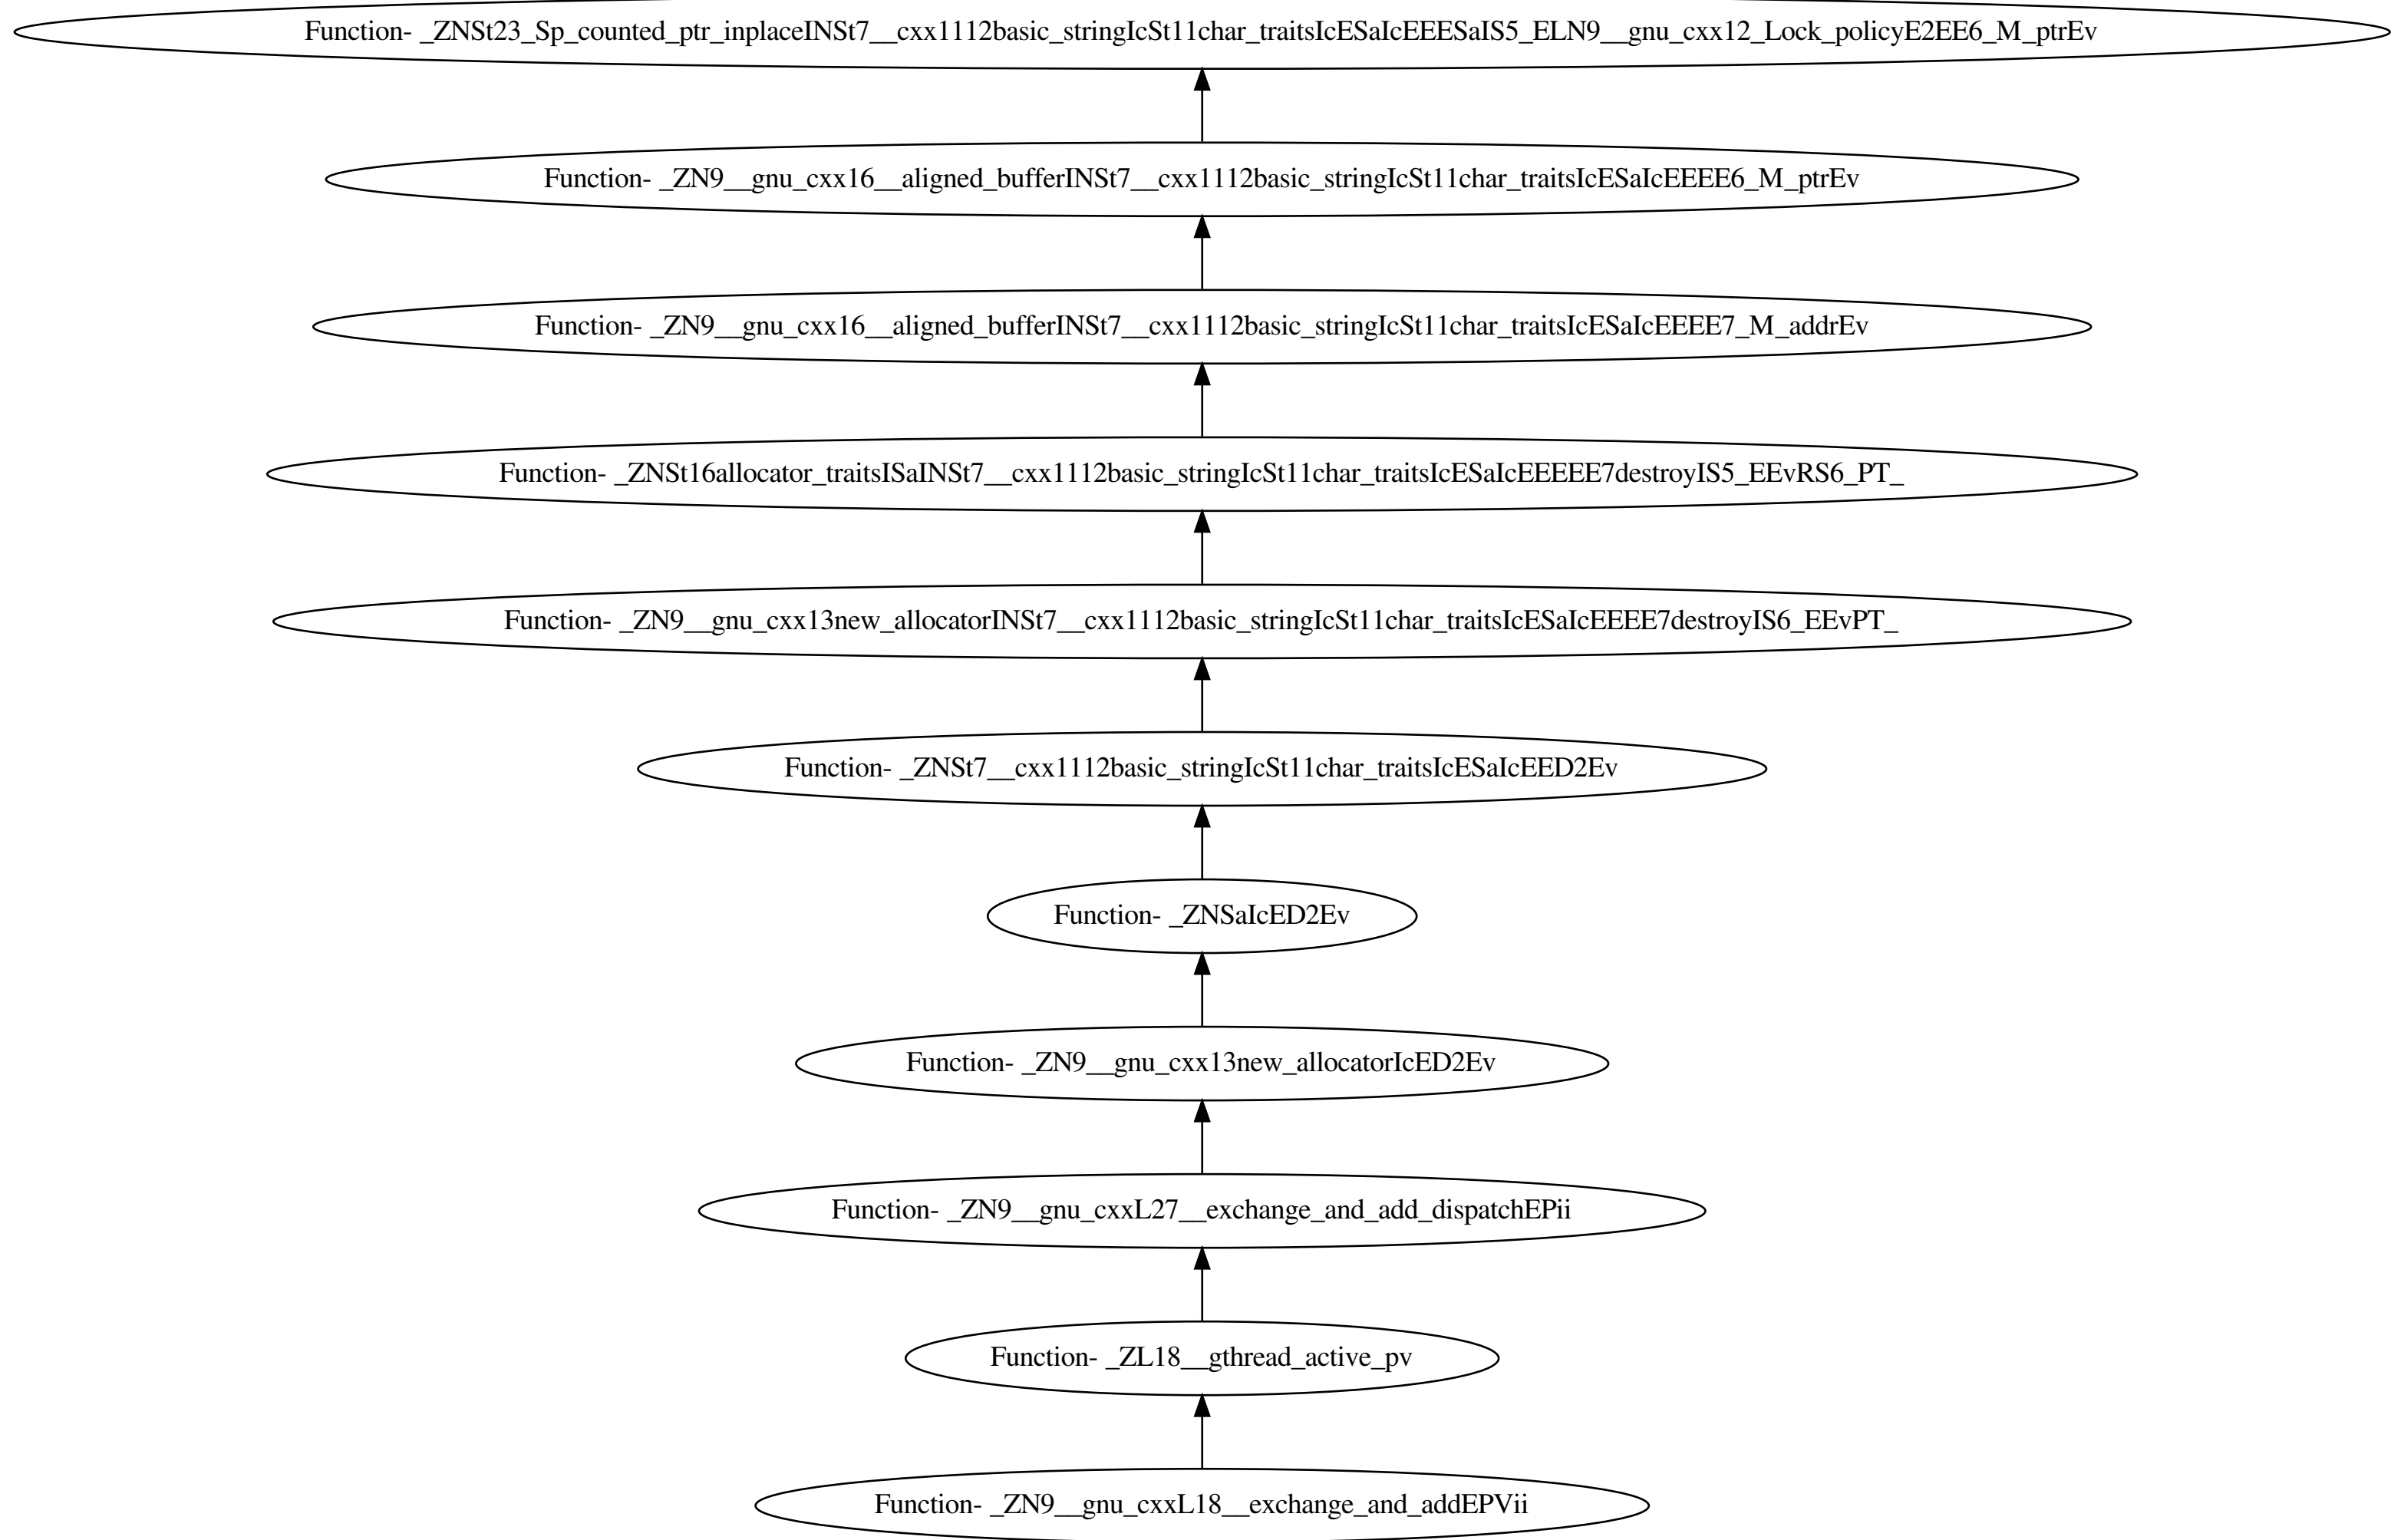 Function- _ZNSt23_Sp_counted_ptr_inplaceINSt7__cxx1112basic_stringIcSt11char_traitsIcESaIcEEESaIS5_ELN9__gnu_cxx12_Lock_policyE2EE6_M_ptrEv
Function- _ZN9__gnu_cxx16__aligned_bufferINSt7__cxx1112basic_stringIcSt11char_traitsIcESaIcEEEE6_M_ptrEv
Function- _ZN9__gnu_cxx16__aligned_bufferINSt7__cxx1112basic_stringIcSt11char_traitsIcESaIcEEEE7_M_addrEv
Function- _ZNSt16allocator_traitsISaINSt7__cxx1112basic_stringIcSt11char_traitsIcESaIcEEEEE7destroyIS5_EEvRS6_PT_
Function- _ZN9__gnu_cxx13new_allocatorINSt7__cxx1112basic_stringIcSt11char_traitsIcESaIcEEEE7destroyIS6_EEvPT_
Function- _ZNSt7__cxx1112basic_stringIcSt11char_traitsIcESaIcEED2Ev
Function- _ZNSaIcED2Ev
Function- _ZN9__gnu_cxx13new_allocatorIcED2Ev
Function- _ZN9__gnu_cxxL27__exchange_and_add_dispatchEPii
Function- _ZL18__gthread_active_pv
Function- _ZN9__gnu_cxxL18__exchange_and_addEPVii